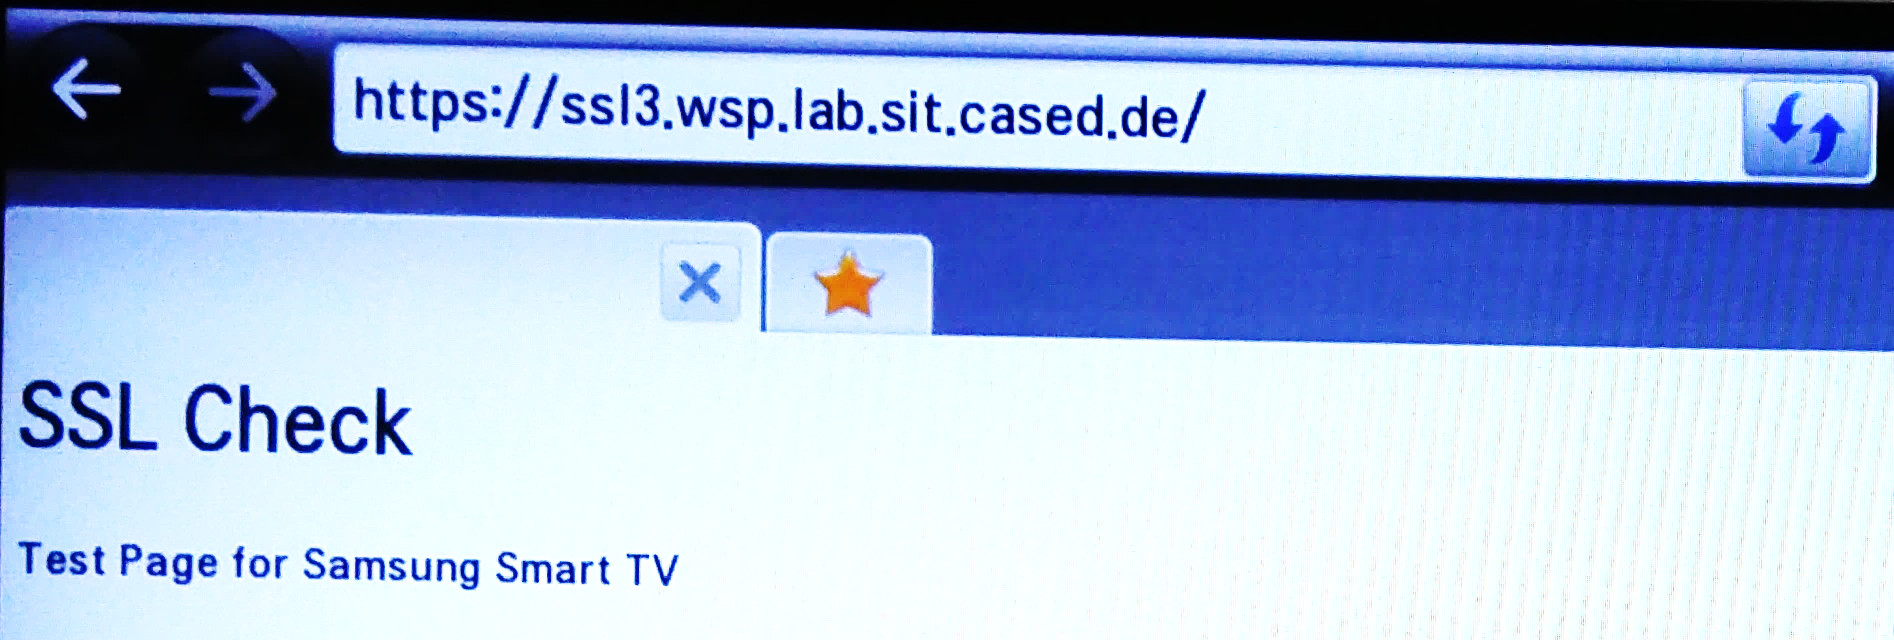 https://ssl3.wsp.lab.sit.cased.de/
SSL Check
Test Page for Samsung Smart TV